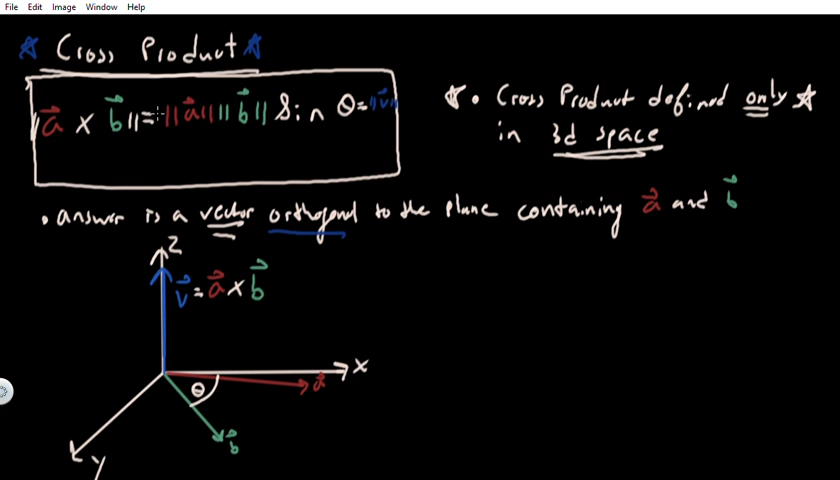 File Edit Image Window Help
Cross Product
||a⃗ × b⃗|| = ||a⃗|| ||b⃗|| Sin θ = ||v⃗||
• Cross Product defined only
in 3d space
• answer is a vector orthogonal to the plane containing a⃗ and b⃗
Z
v⃗ = a⃗ × b⃗
X
θ
a⃗
b⃗
Y